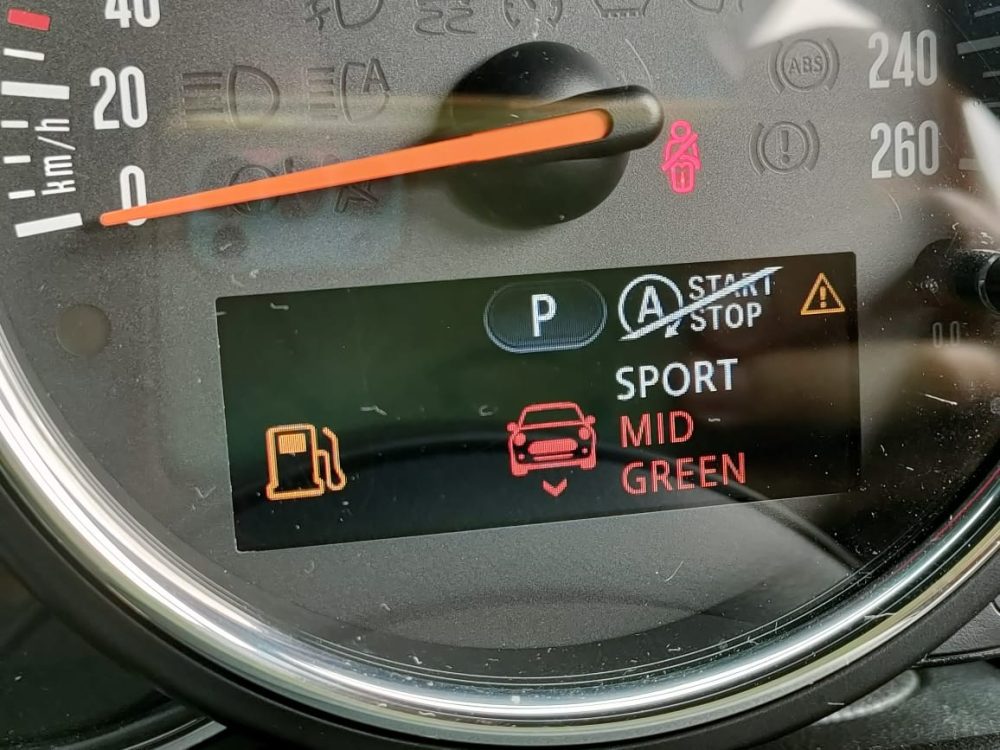 40
20
0
km/h
ABS
240
260
P
A
START
STOP
SPORT
MID
GREEN
A